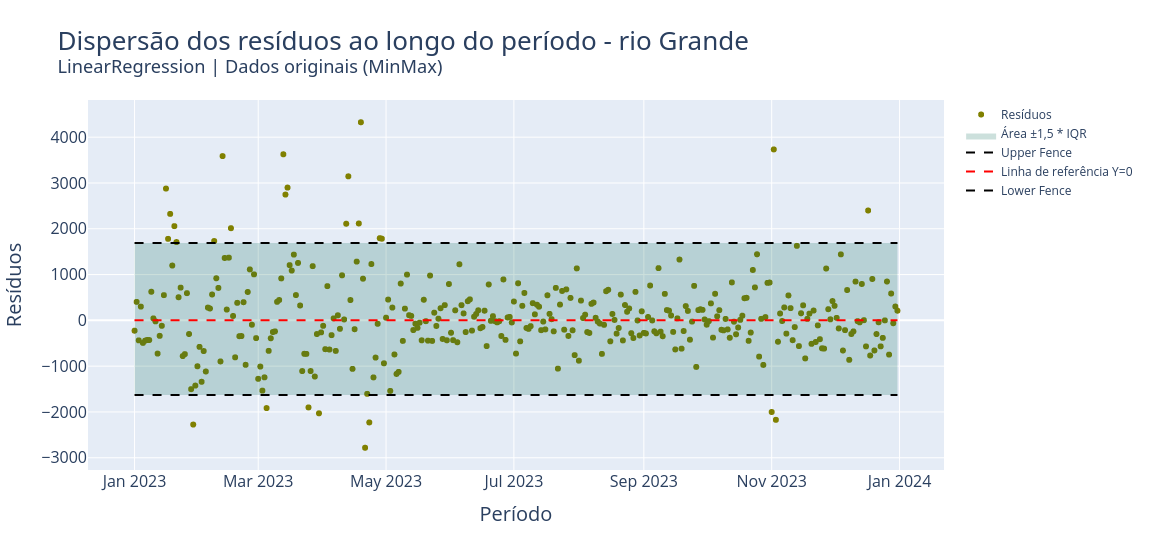 Dispersão dos resíduos ao longo do período - rio Grande
LinearRegression | Dados originais (MinMax)
Resíduos
4000
3000
2000
1000
0
−1000
−2000
−3000
Jan 2023
Mar 2023
May 2023
Jul 2023
Sep 2023
Nov 2023
Jan 2024
Período
Resíduos
Área ±1,5 * IQR
Upper Fence
Linha de referência Y=0
Lower Fence